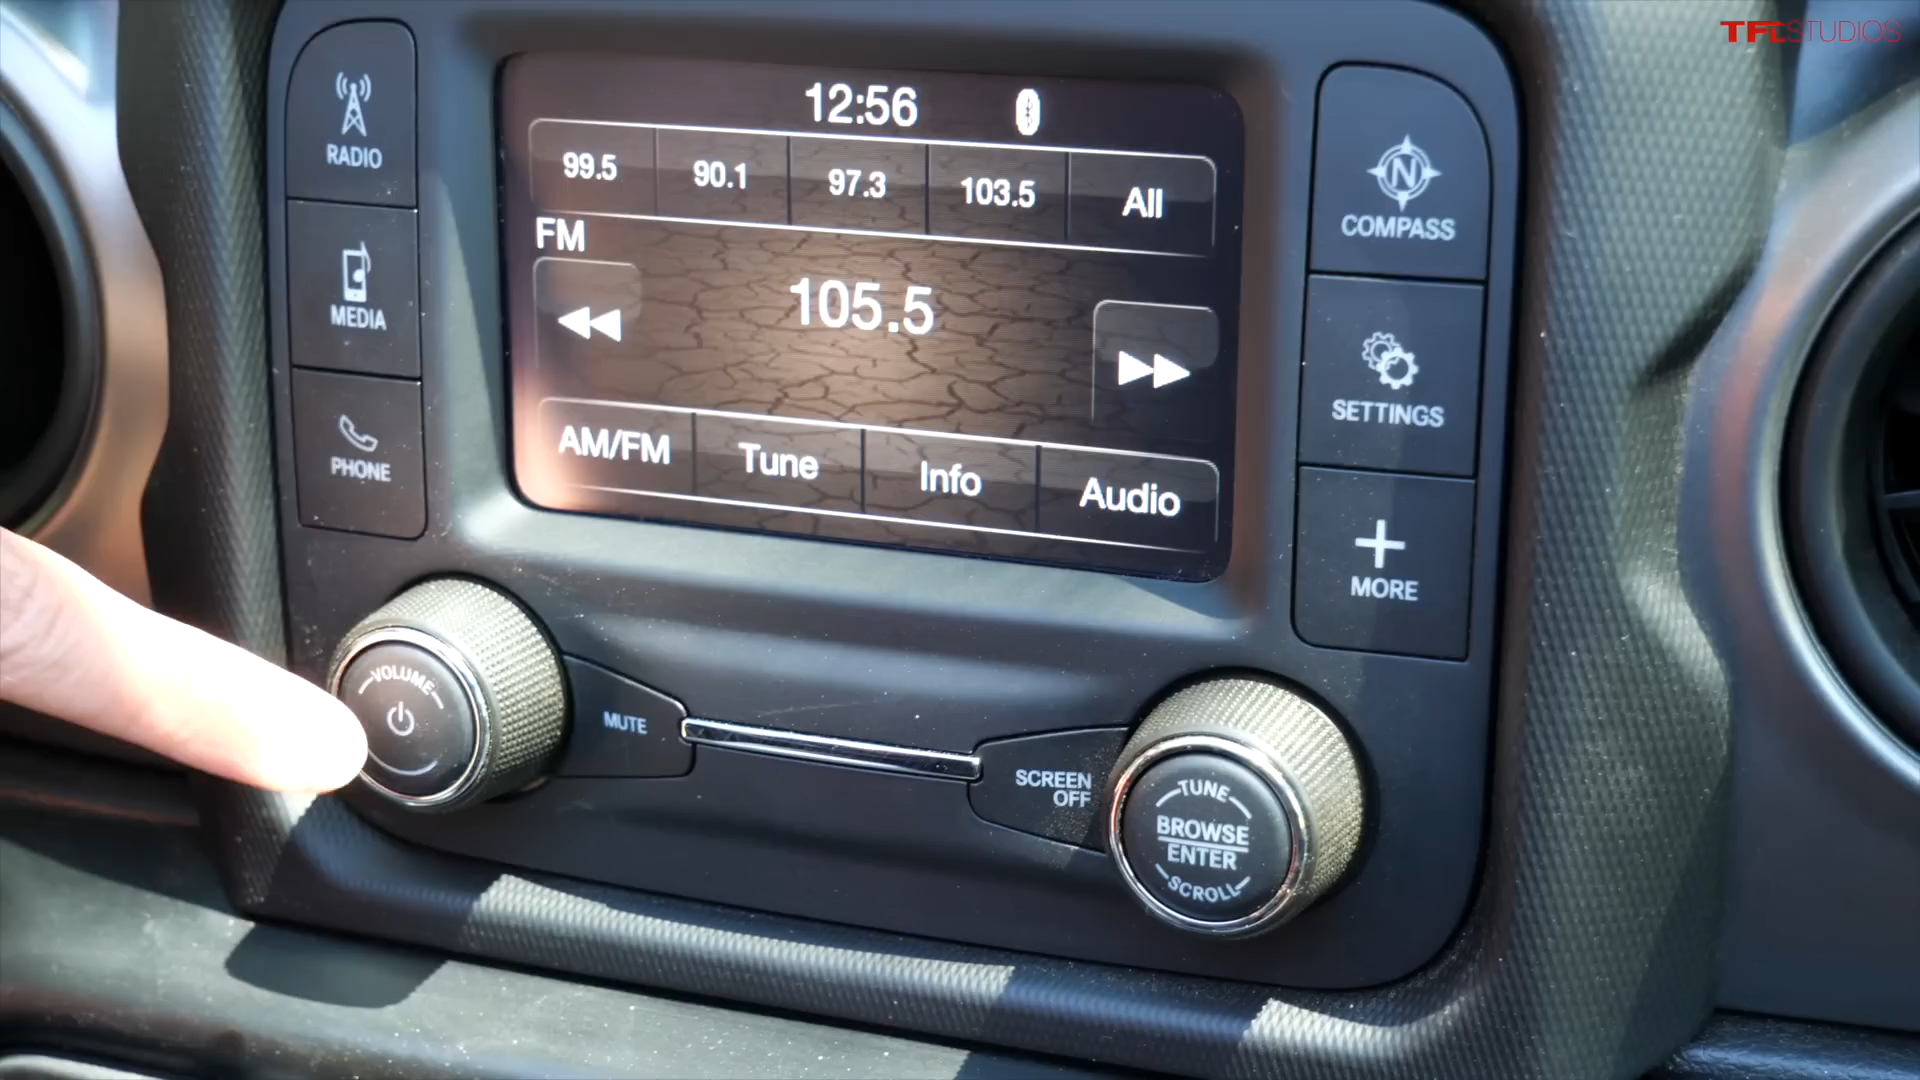 TFLSTUDIOS
RADIO
MEDIA
PHONE
12:56
99.5 90.1 97.3 103.5 All
FM
105.5
AM/FM Tune Info Audio
N
COMPASS
SETTINGS
MORE
VOLUME
MUTE
SCREEN
OFF
TUNE
BROWSE
ENTER
SCROLL